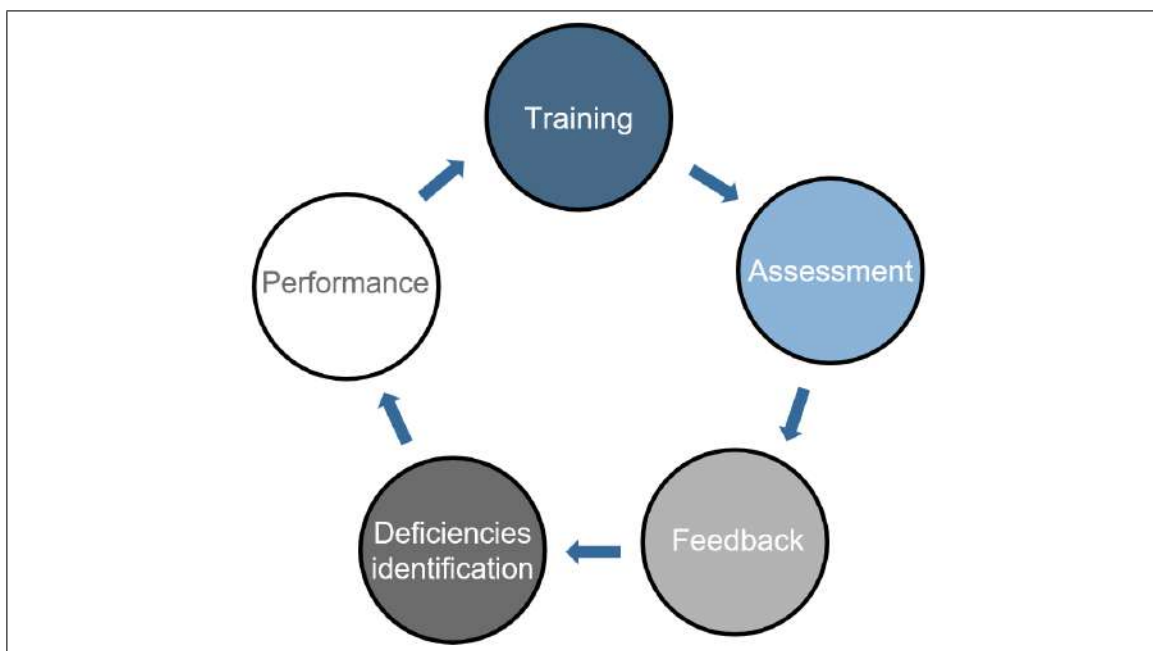 Training
Assessment
Feedback
Deficiencies
identification
Performance